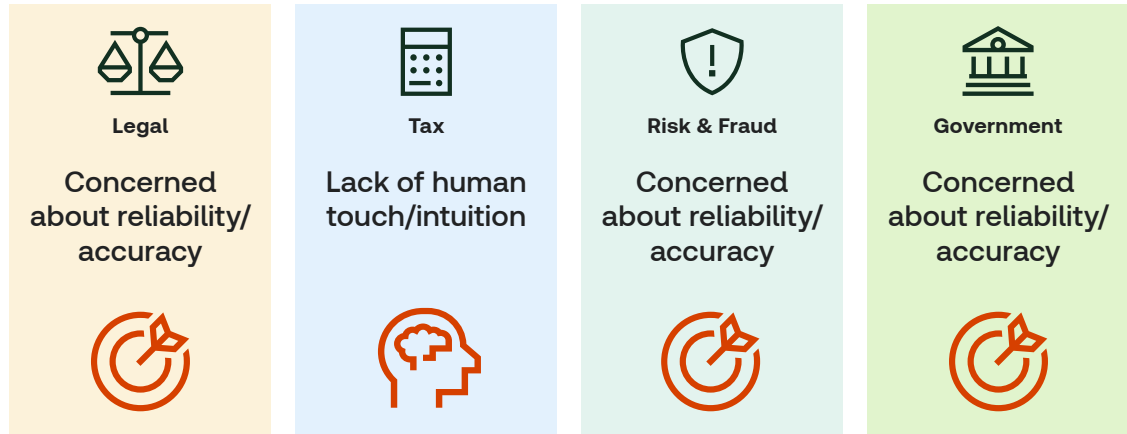 Legal
Concerned
about reliability/
accuracy
Tax
Lack of human
touch/intuition
Risk & Fraud
Concerned
about reliability/
accuracy
Government
Concerned
about reliability/
accuracy